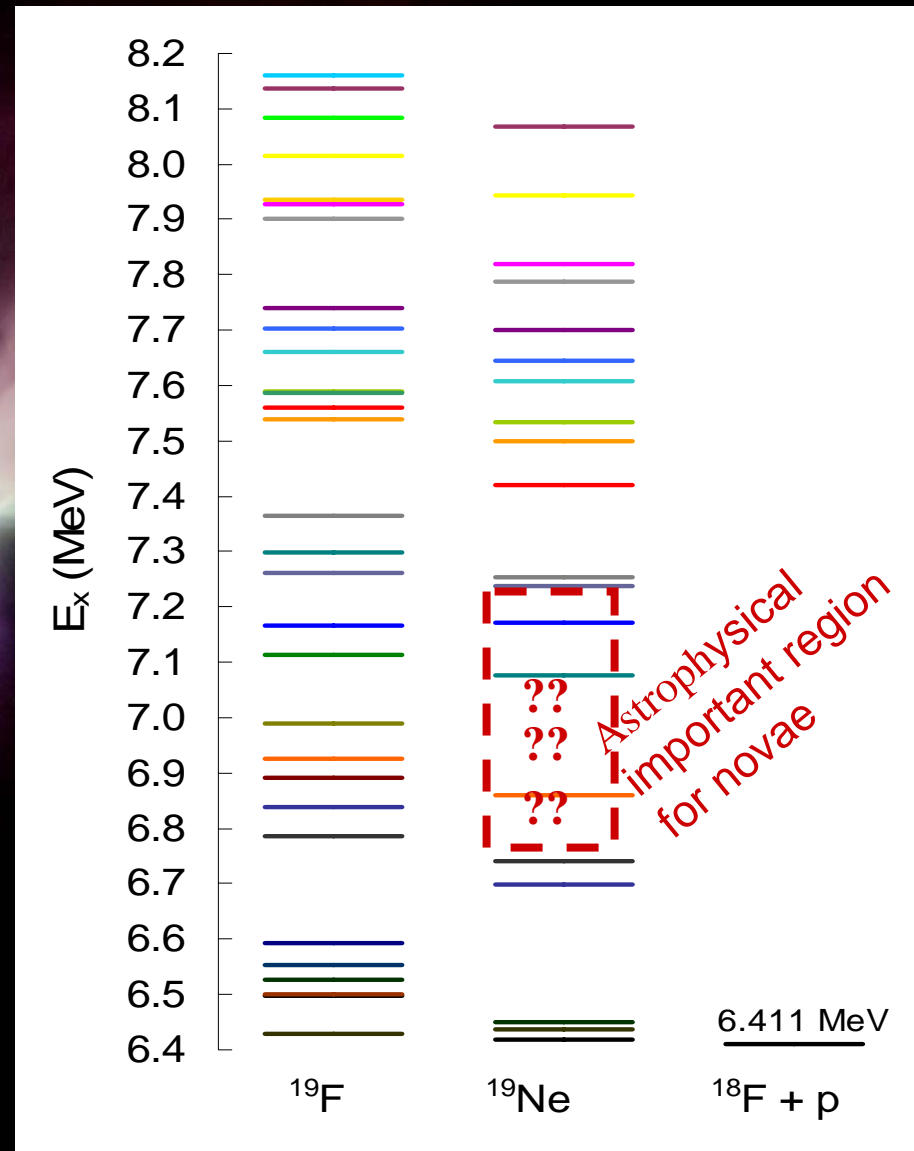 8.2
8.1
8.0
7.9
7.8
7.7
7.6
7.5
7.4
7.3
7.2
7.1
7.0
6.9
6.8
6.7
6.6
6.5
6.4
Eₓ (MeV)
??
??
??
Astrophysical
important region
for novae
6.411 MeV
¹⁹F
¹⁹Ne
¹⁸F + p